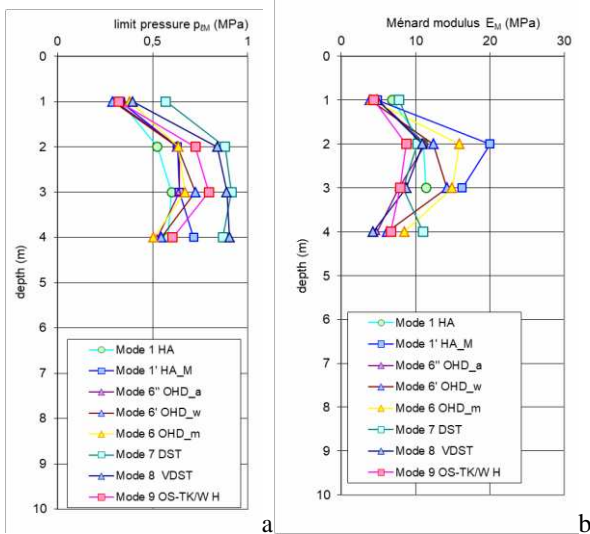 limit pressure pℓM (MPa)
0 0,5 1
0
1
2
3
4
5
6
7
8
9
10
depth (m)
Mode 1 HA
Mode 1' HA_M
Mode 6" OHD_a
Mode 6' OHD_w
Mode 6 OHD_m
Mode 7 DST
Mode 8 VDST
Mode 9 OS-TK/W H
a
Ménard modulus EM (MPa)
0 10 20 30
0
1
2
3
4
5
6
7
8
9
10
depth (m)
Mode 1 HA
Mode 1' HA_M
Mode 6" OHD_a
Mode 6' OHD_w
Mode 6 OHD_m
Mode 7 DST
Mode 8 VDST
Mode 9 OS-TK/W H
b